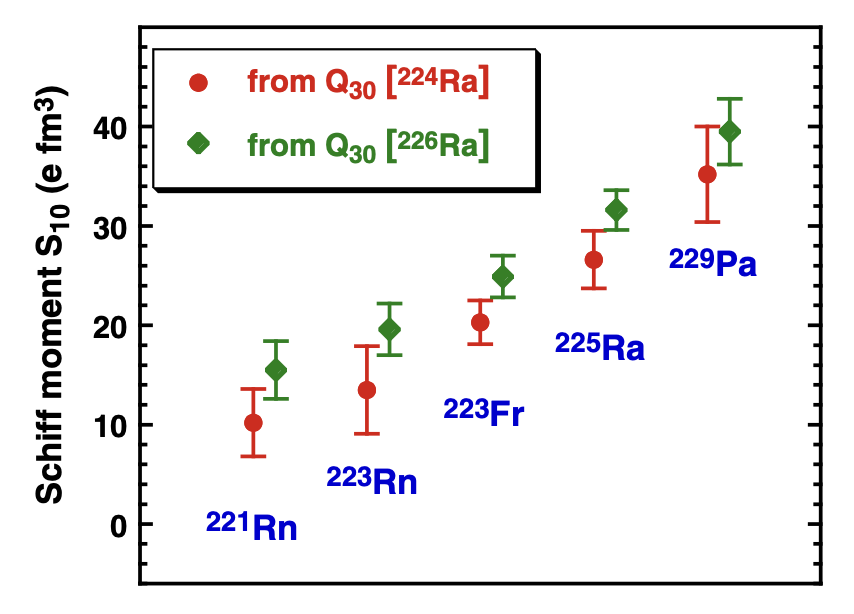 from Q₃₀ [²²⁴Ra]
from Q₃₀ [²²⁶Ra]
Schiff moment S₁₀ (e fm³)
40
30
20
10
0
²²⁹Pa
²²⁵Ra
²²³Fr
²²³Rn
²²¹Rn